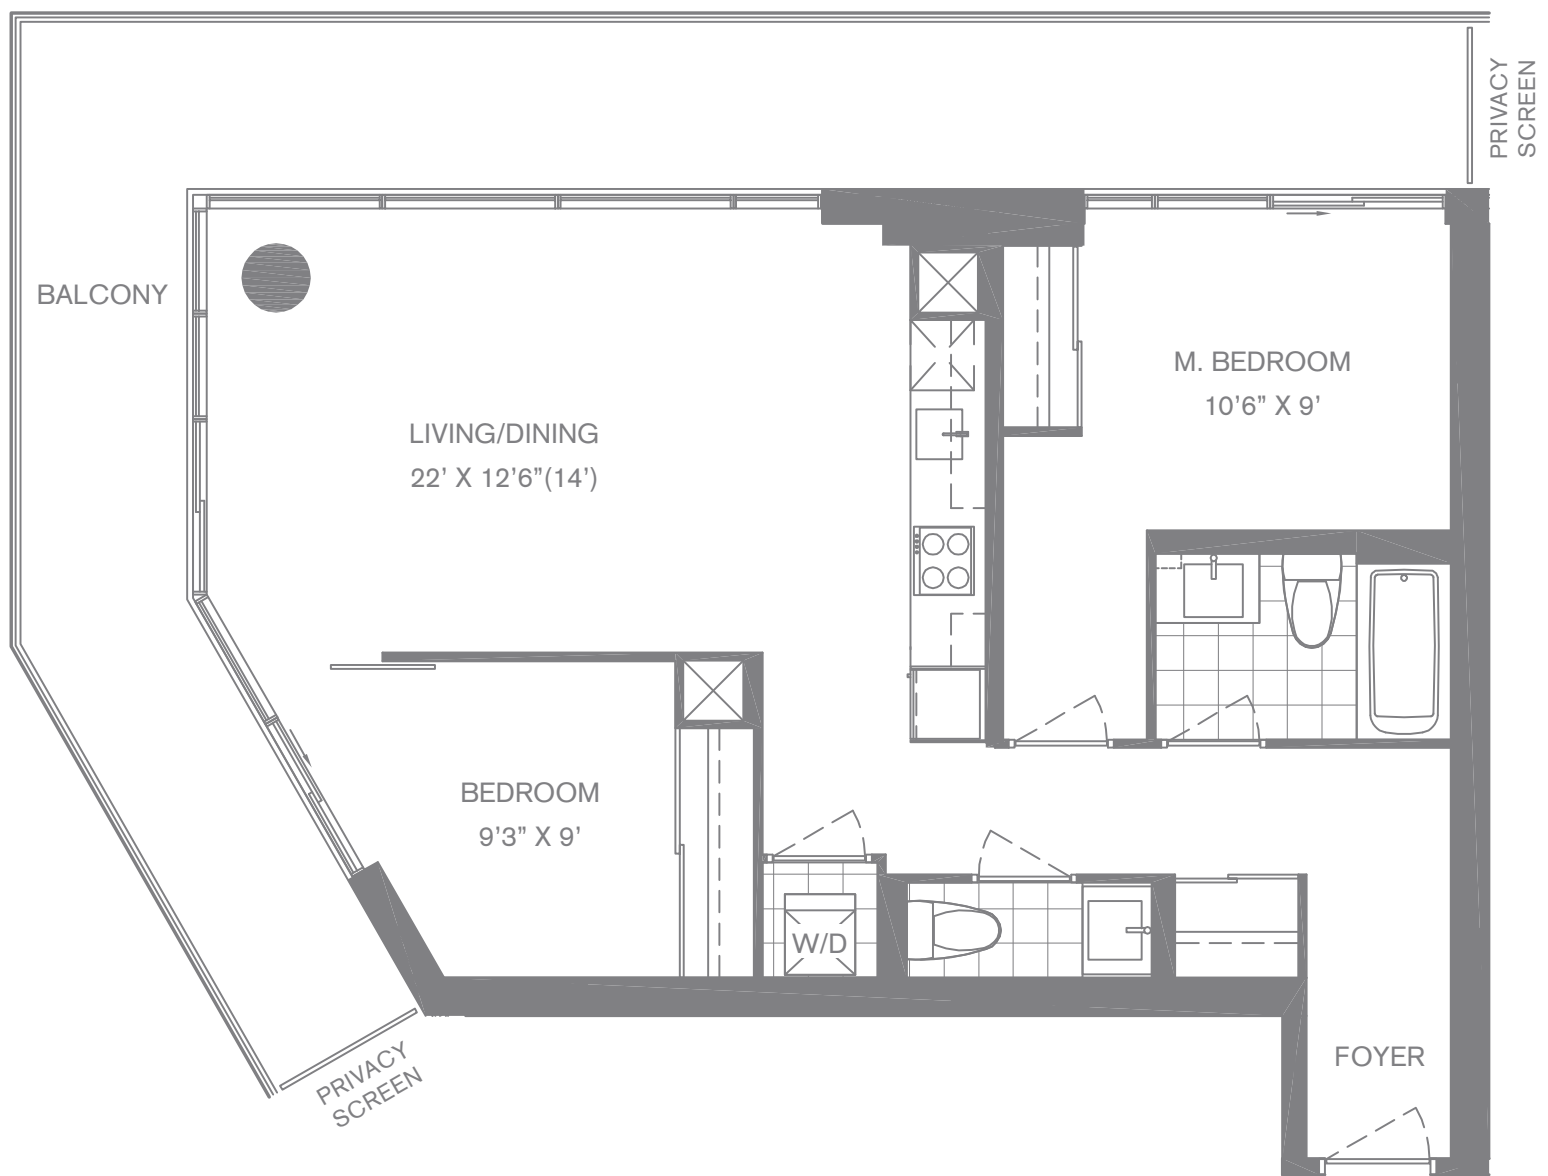 PRIVACY
SCREEN
BALCONY
M. BEDROOM
10'6” X 9'
LIVING/DINING
22' X 12'6”(14')
BEDROOM
9'3” X 9'
W/D
FOYER
PRIVACY
SCREEN